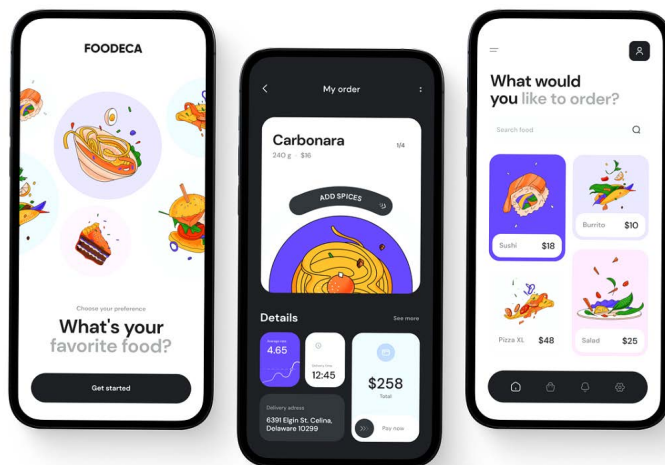 FOODECA
Choose your preference
What's your
favorite food?
Get started
My order
Carbonara
1/4
240 g · $16
ADD SPICES
Details
See more
4.65
12:45
$258
Total
Delivery adress
6391 Elgin St. Celina,
Delaware 10299
Pay now
What would
you like to order?
Search food
Sushi
$18
Burrito
$10
Pizza XL
$48
Salad
$25